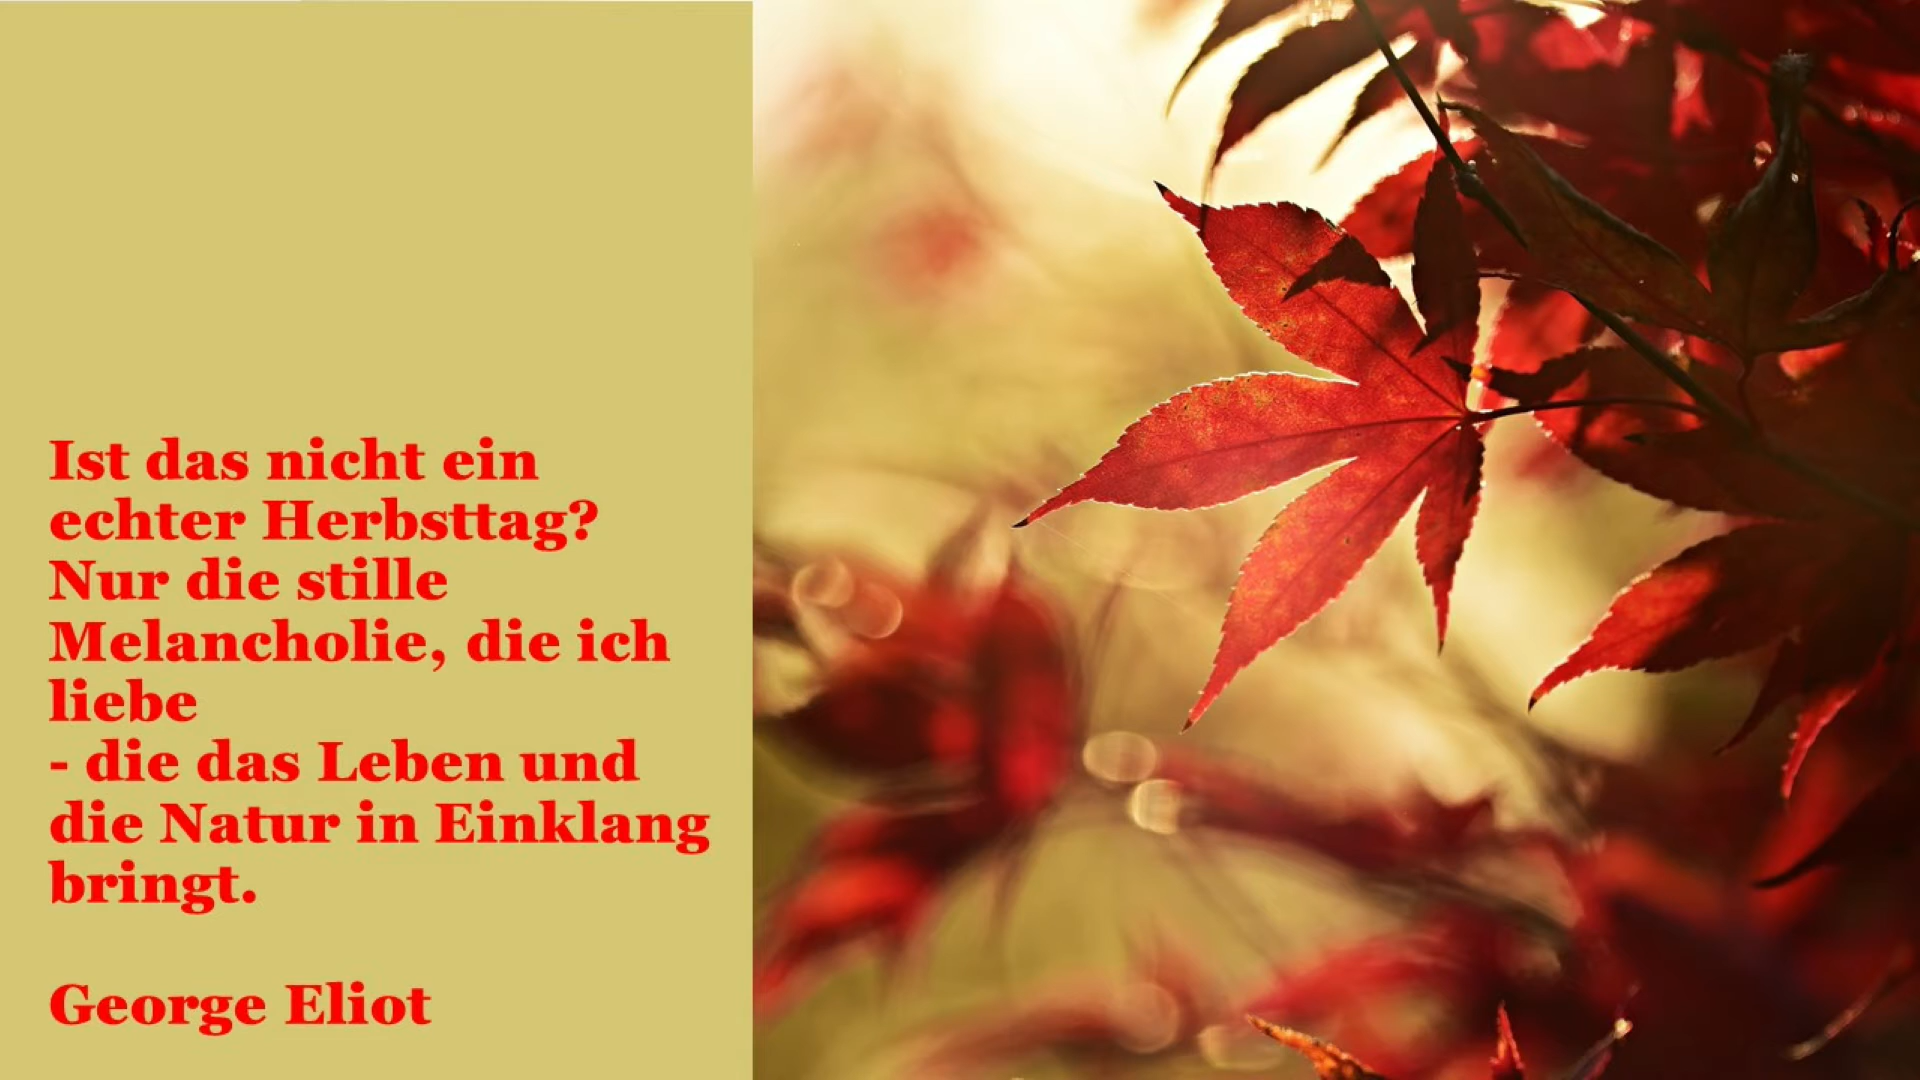 Ist das nicht ein
echter Herbsttag?
Nur die stille
Melancholie, die ich
liebe
- die das Leben und
die Natur in Einklang
bringt.
George Eliot